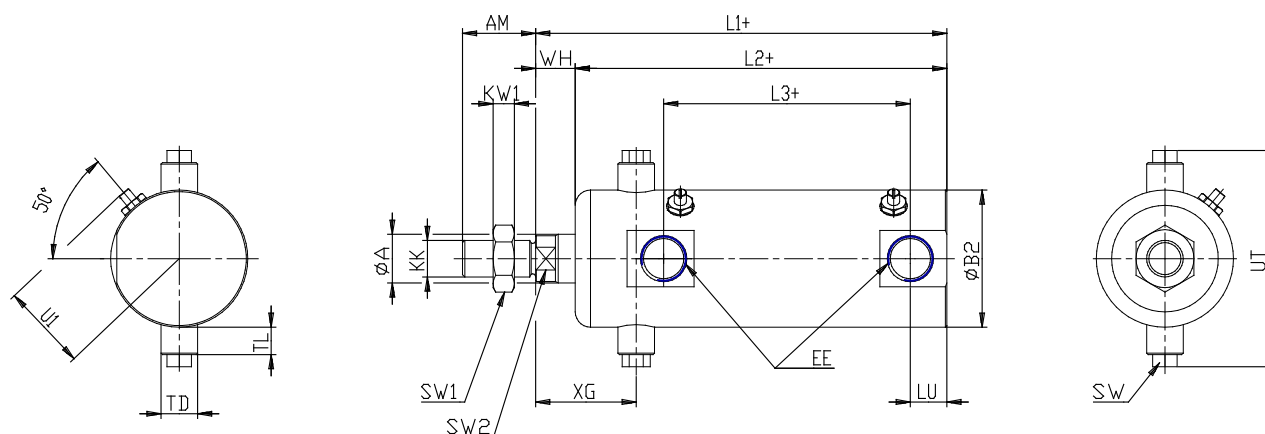 AM
L1+
WH
L2+
KW1
L3+
50°
øA
KK
øB2
UT
U1
TL
TD
SW1
SW2
XG
EE
LU
SW